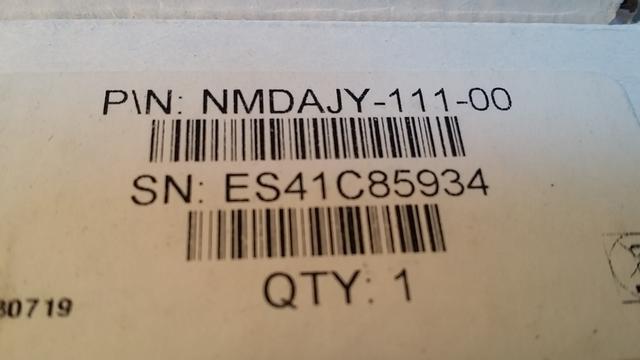 P\N: NMDAJY-111-00
SN: ES41C85934
QTY: 1
30719